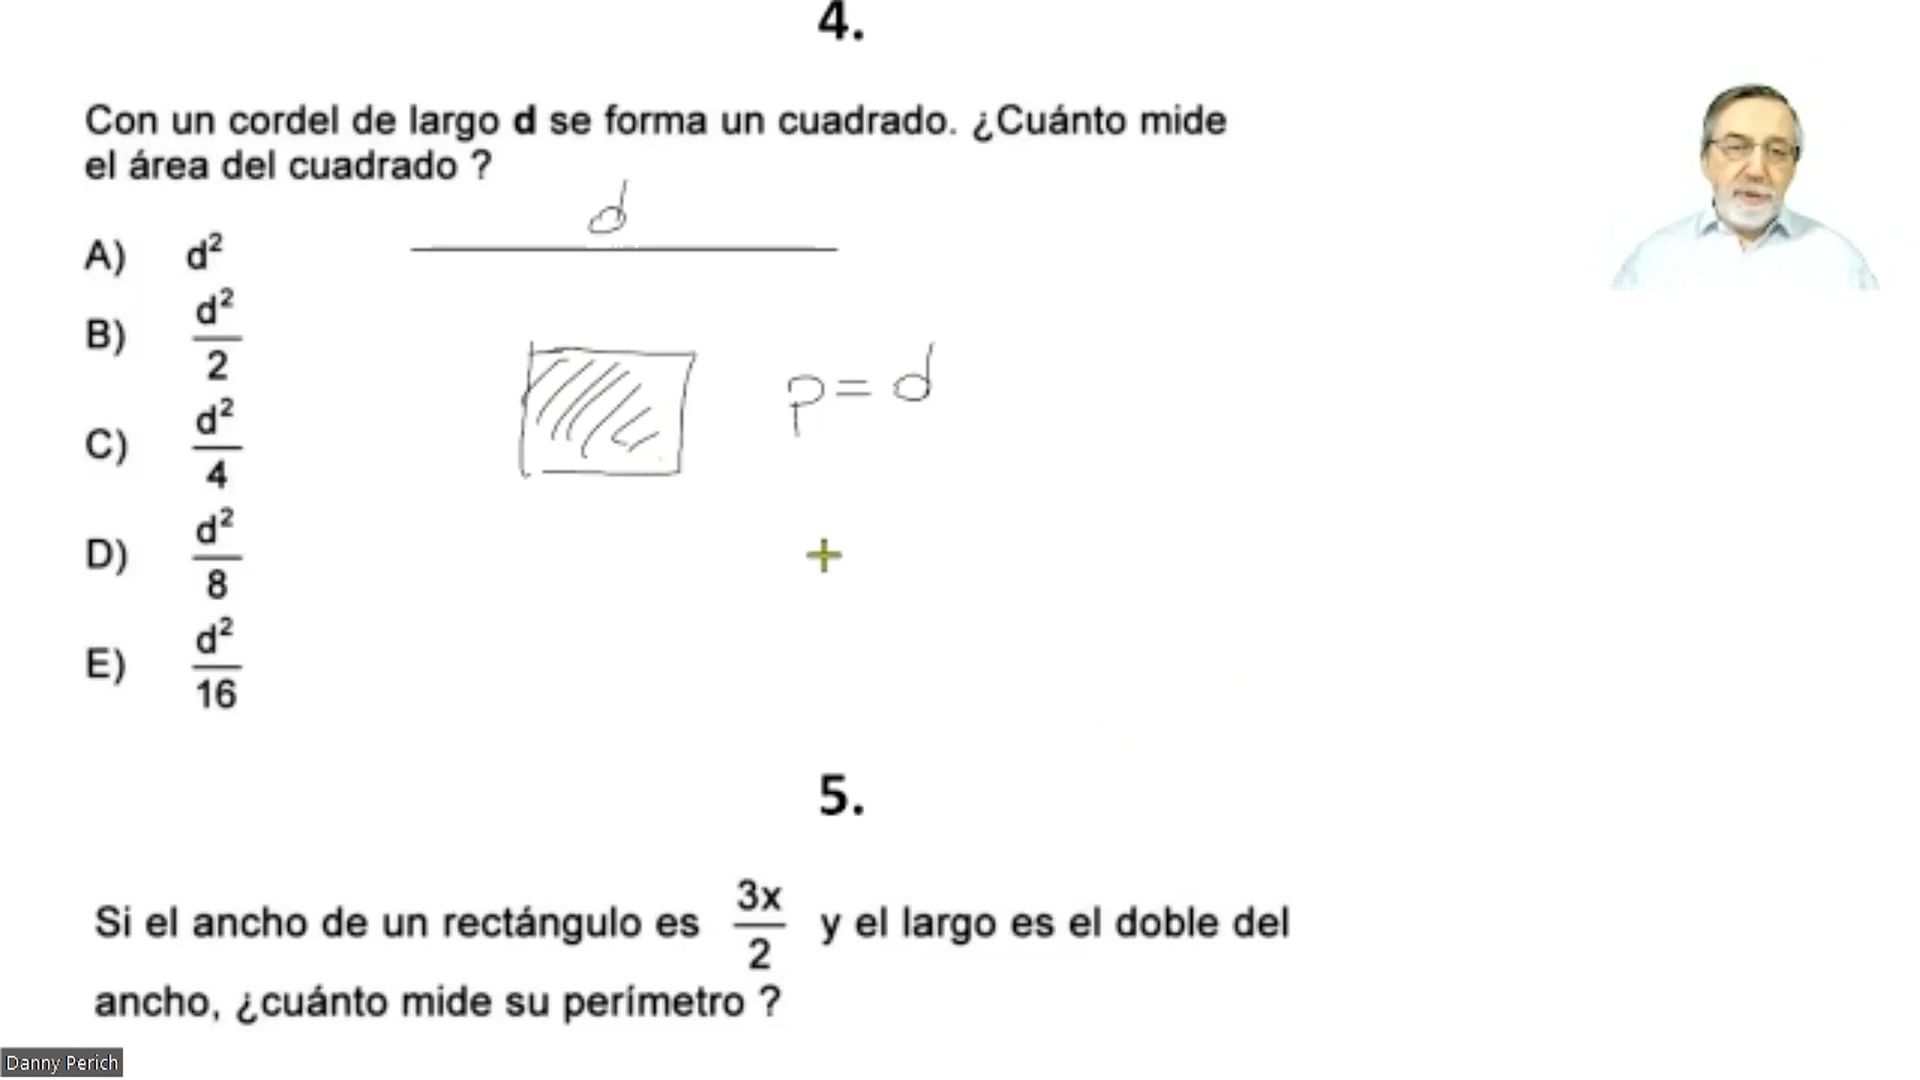 4.
Con un cordel de largo d se forma un cuadrado. ¿Cuánto mide
el área del cuadrado ?
d
A) d²
B) d²/2
p = d
C) d²/4
D) d²/8
E) d²/16
5.
Si el ancho de un rectángulo es 3x/2 y el largo es el doble del
ancho, ¿cuánto mide su perímetro ?
Danny Perich